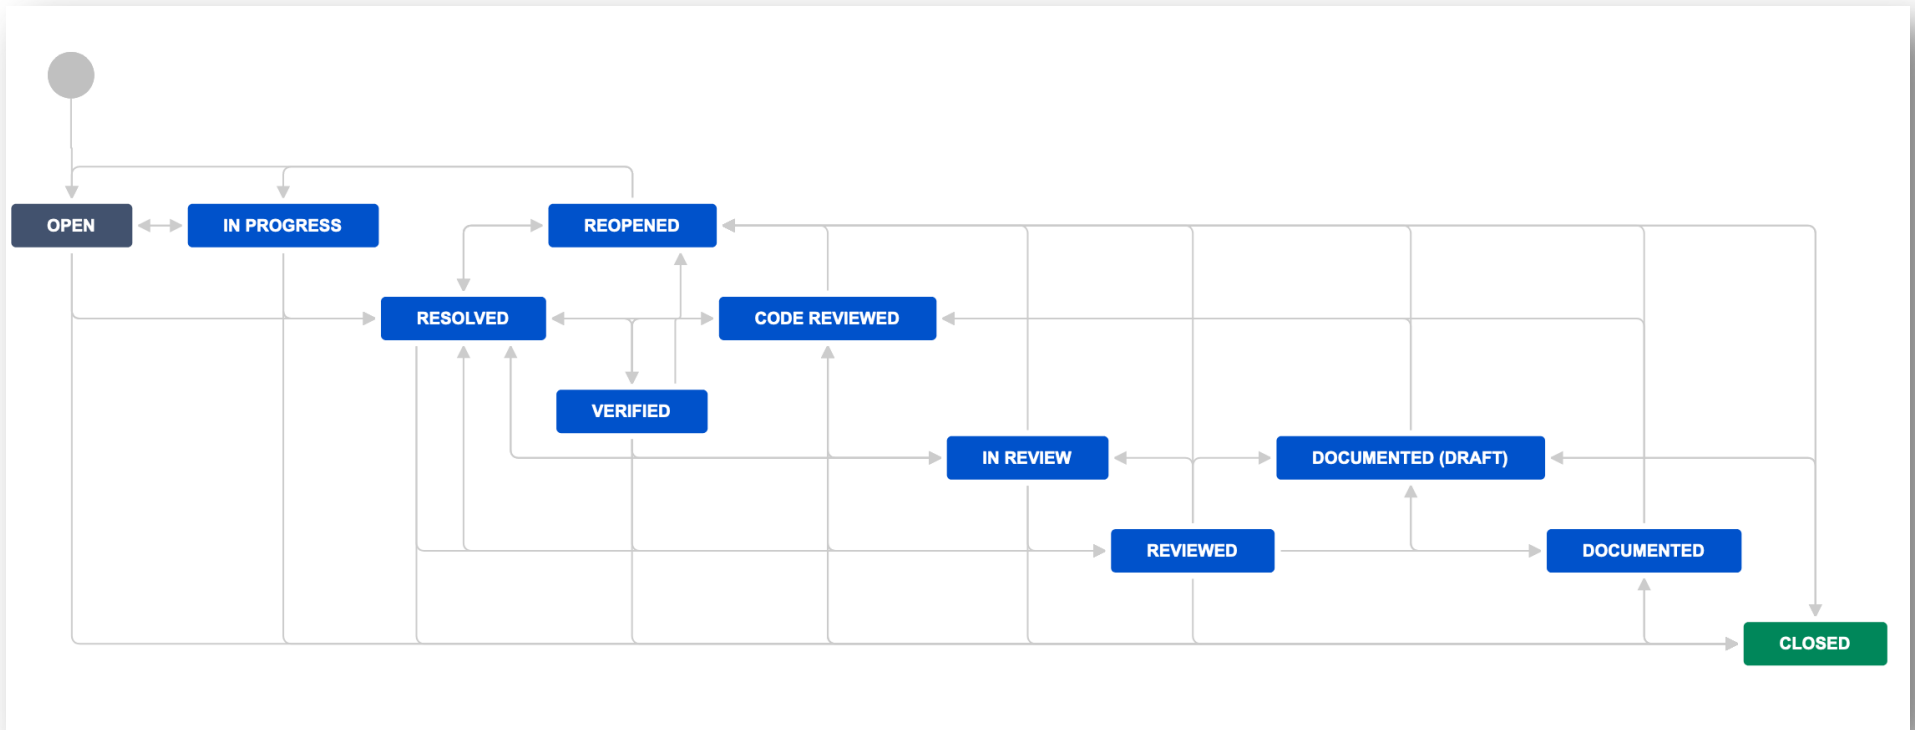 OPEN
IN PROGRESS
REOPENED
RESOLVED
CODE REVIEWED
VERIFIED
IN REVIEW
DOCUMENTED (DRAFT)
REVIEWED
DOCUMENTED
CLOSED